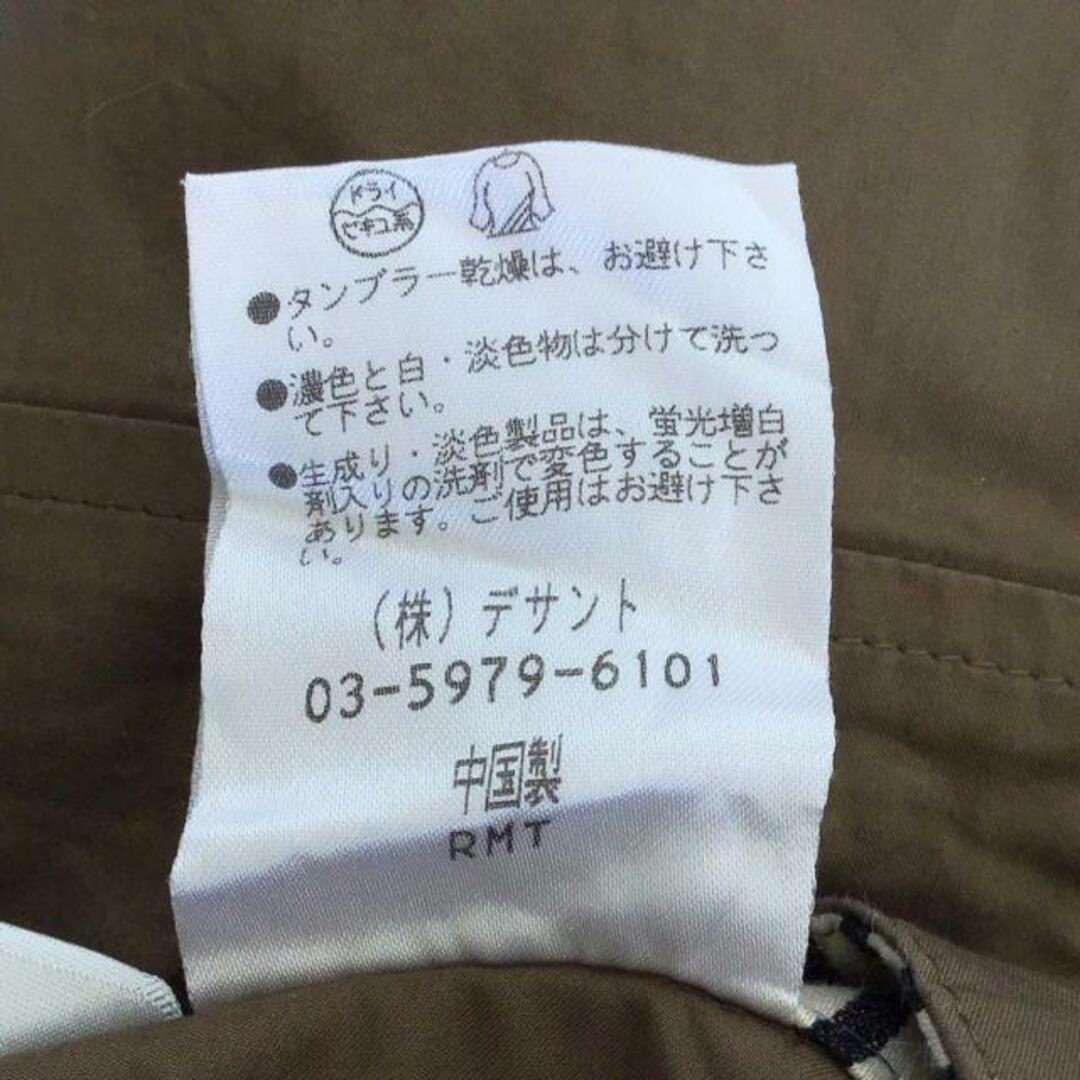 ドライ
セキユ系
●タンブラー乾燥は、お避け下さ
い。
●濃色と白・淡色物は分けて洗っ
て下さい。
●生成り・淡色製品は、蛍光増白
剤入りの洗剤で変色することが
あります。ご使用はお避け下さ
い。
(株)デサント
03-5979-6101
中国製
RMT